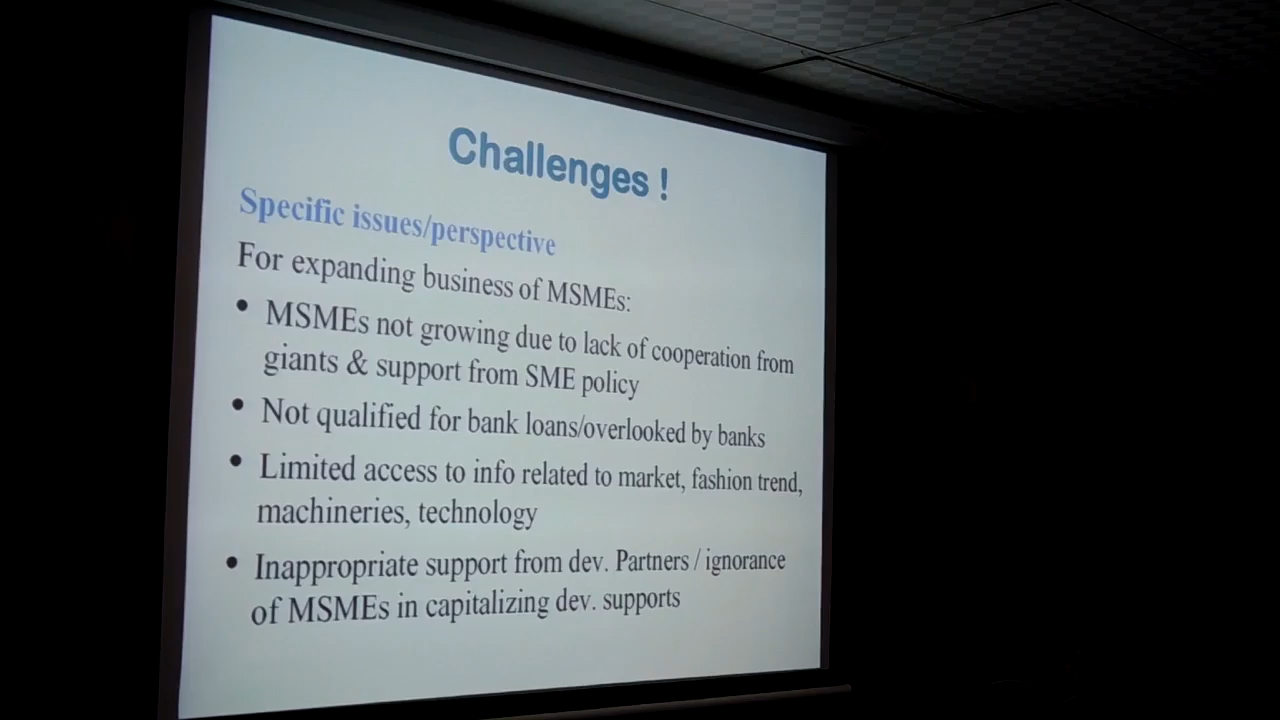 Challenges !
Specific issues/perspective
For expanding business of MSMEs:
• MSMEs not growing due to lack of cooperation from
giants & support from SME policy
• Not qualified for bank loans/overlooked by banks
• Limited access to info related to market, fashion trend,
machineries, technology
• Inappropriate support from dev. Partners / ignorance
of MSMEs in capitalizing dev. supports